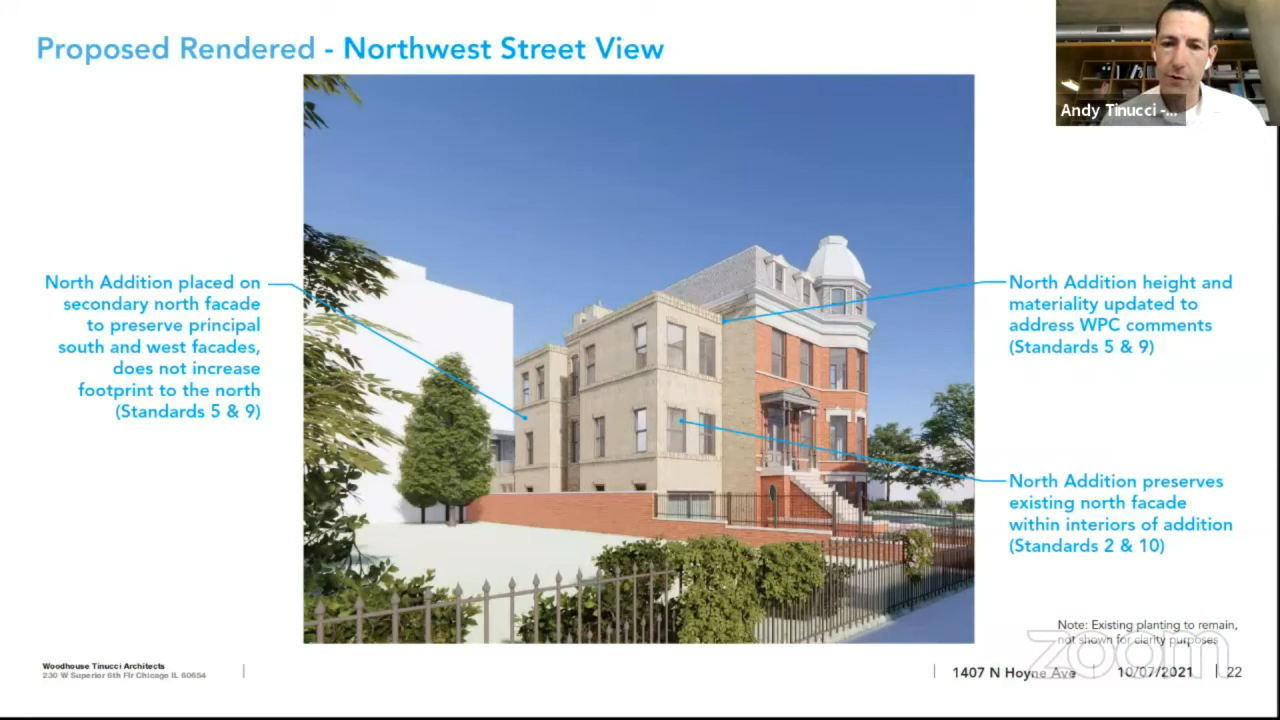 Proposed Rendered - Northwest Street View
Andy Tinucci -...
North Addition placed on
secondary north facade
to preserve principal
south and west facades,
does not increase
footprint to the north
(Standards 5 & 9)
North Addition height and
materiality updated to
address WPC comments
(Standards 5 & 9)
North Addition preserves
existing north facade
within interiors of addition
(Standards 2 & 10)
Note: Existing planting to remain,
not shown for clarity purposes
zoom
Woodhouse Tinucci Architects
230 W Superior 6th Flr Chicago IL 60654
1407 N Hoyne Ave
10/07/2021
22